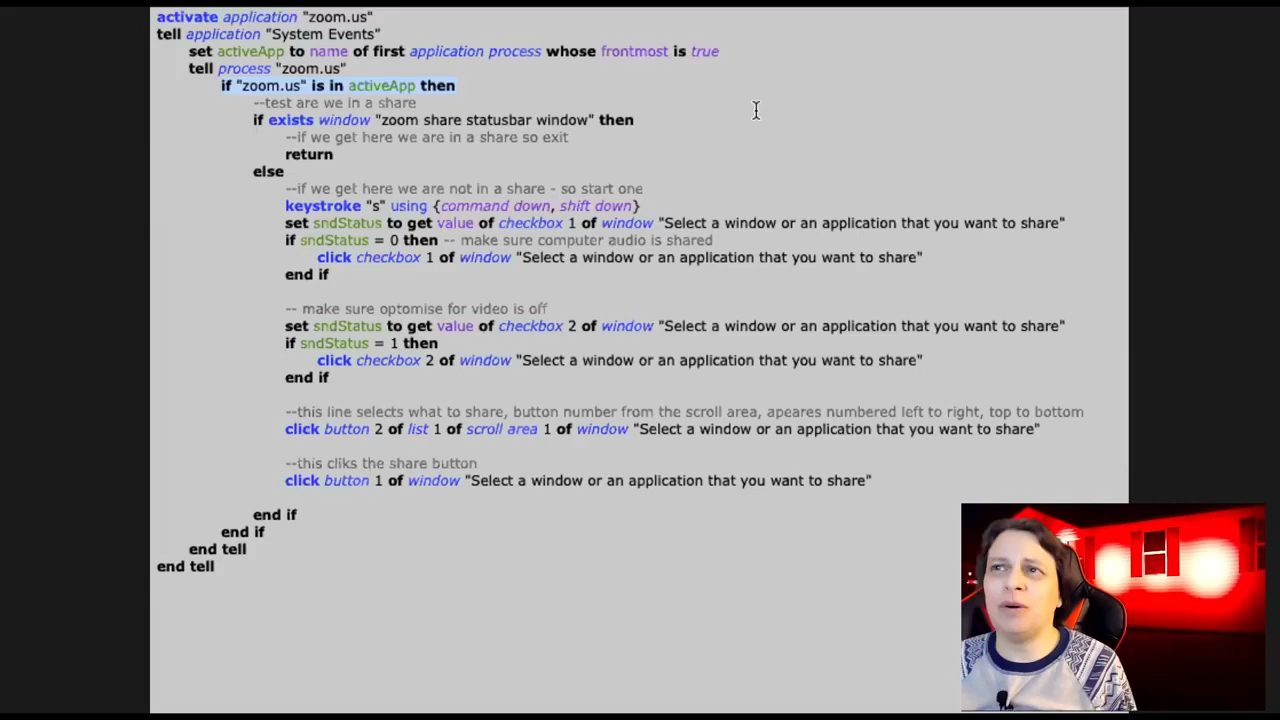 activate application "zoom.us"
tell application "System Events"
set activeApp to name of first application process whose frontmost is true
tell process "zoom.us"
if "zoom.us" is in activeApp then
--test are we in a share
if exists window "zoom share statusbar window" then
--if we get here we are in a share so exit
return
else
--if we get here we are not in a share - so start one
keystroke "s" using {command down, shift down}
set sndStatus to get value of checkbox 1 of window "Select a window or an application that you want to share"
if sndStatus = 0 then -- make sure computer audio is shared
click checkbox 1 of window "Select a window or an application that you want to share"
end if
-- make sure optomise for video is off
set sndStatus to get value of checkbox 2 of window "Select a window or an application that you want to share"
if sndStatus = 1 then
click checkbox 2 of window "Select a window or an application that you want to share"
end if
--this line selects what to share, button number from the scroll area, apeares numbered left to right, top to bottom
click button 2 of list 1 of scroll area 1 of window "Select a window or an application that you want to share"
--this cliks the share button
click button 1 of window "Select a window or an application that you want to share"
end if
end if
end tell
end tell